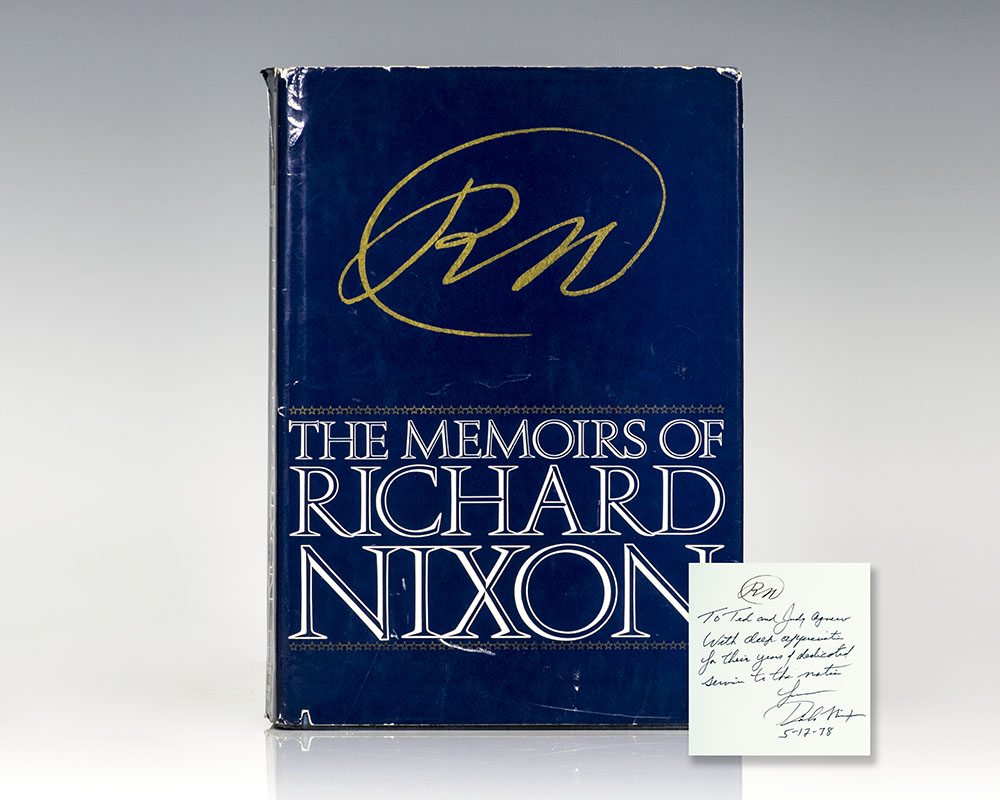 RN
THE MEMOIRS OF
RICHARD
NIXON
RN
To Ted and Judy Agnew
With deep appreciation
for their years of dedicated
service to the nation
5-12-78